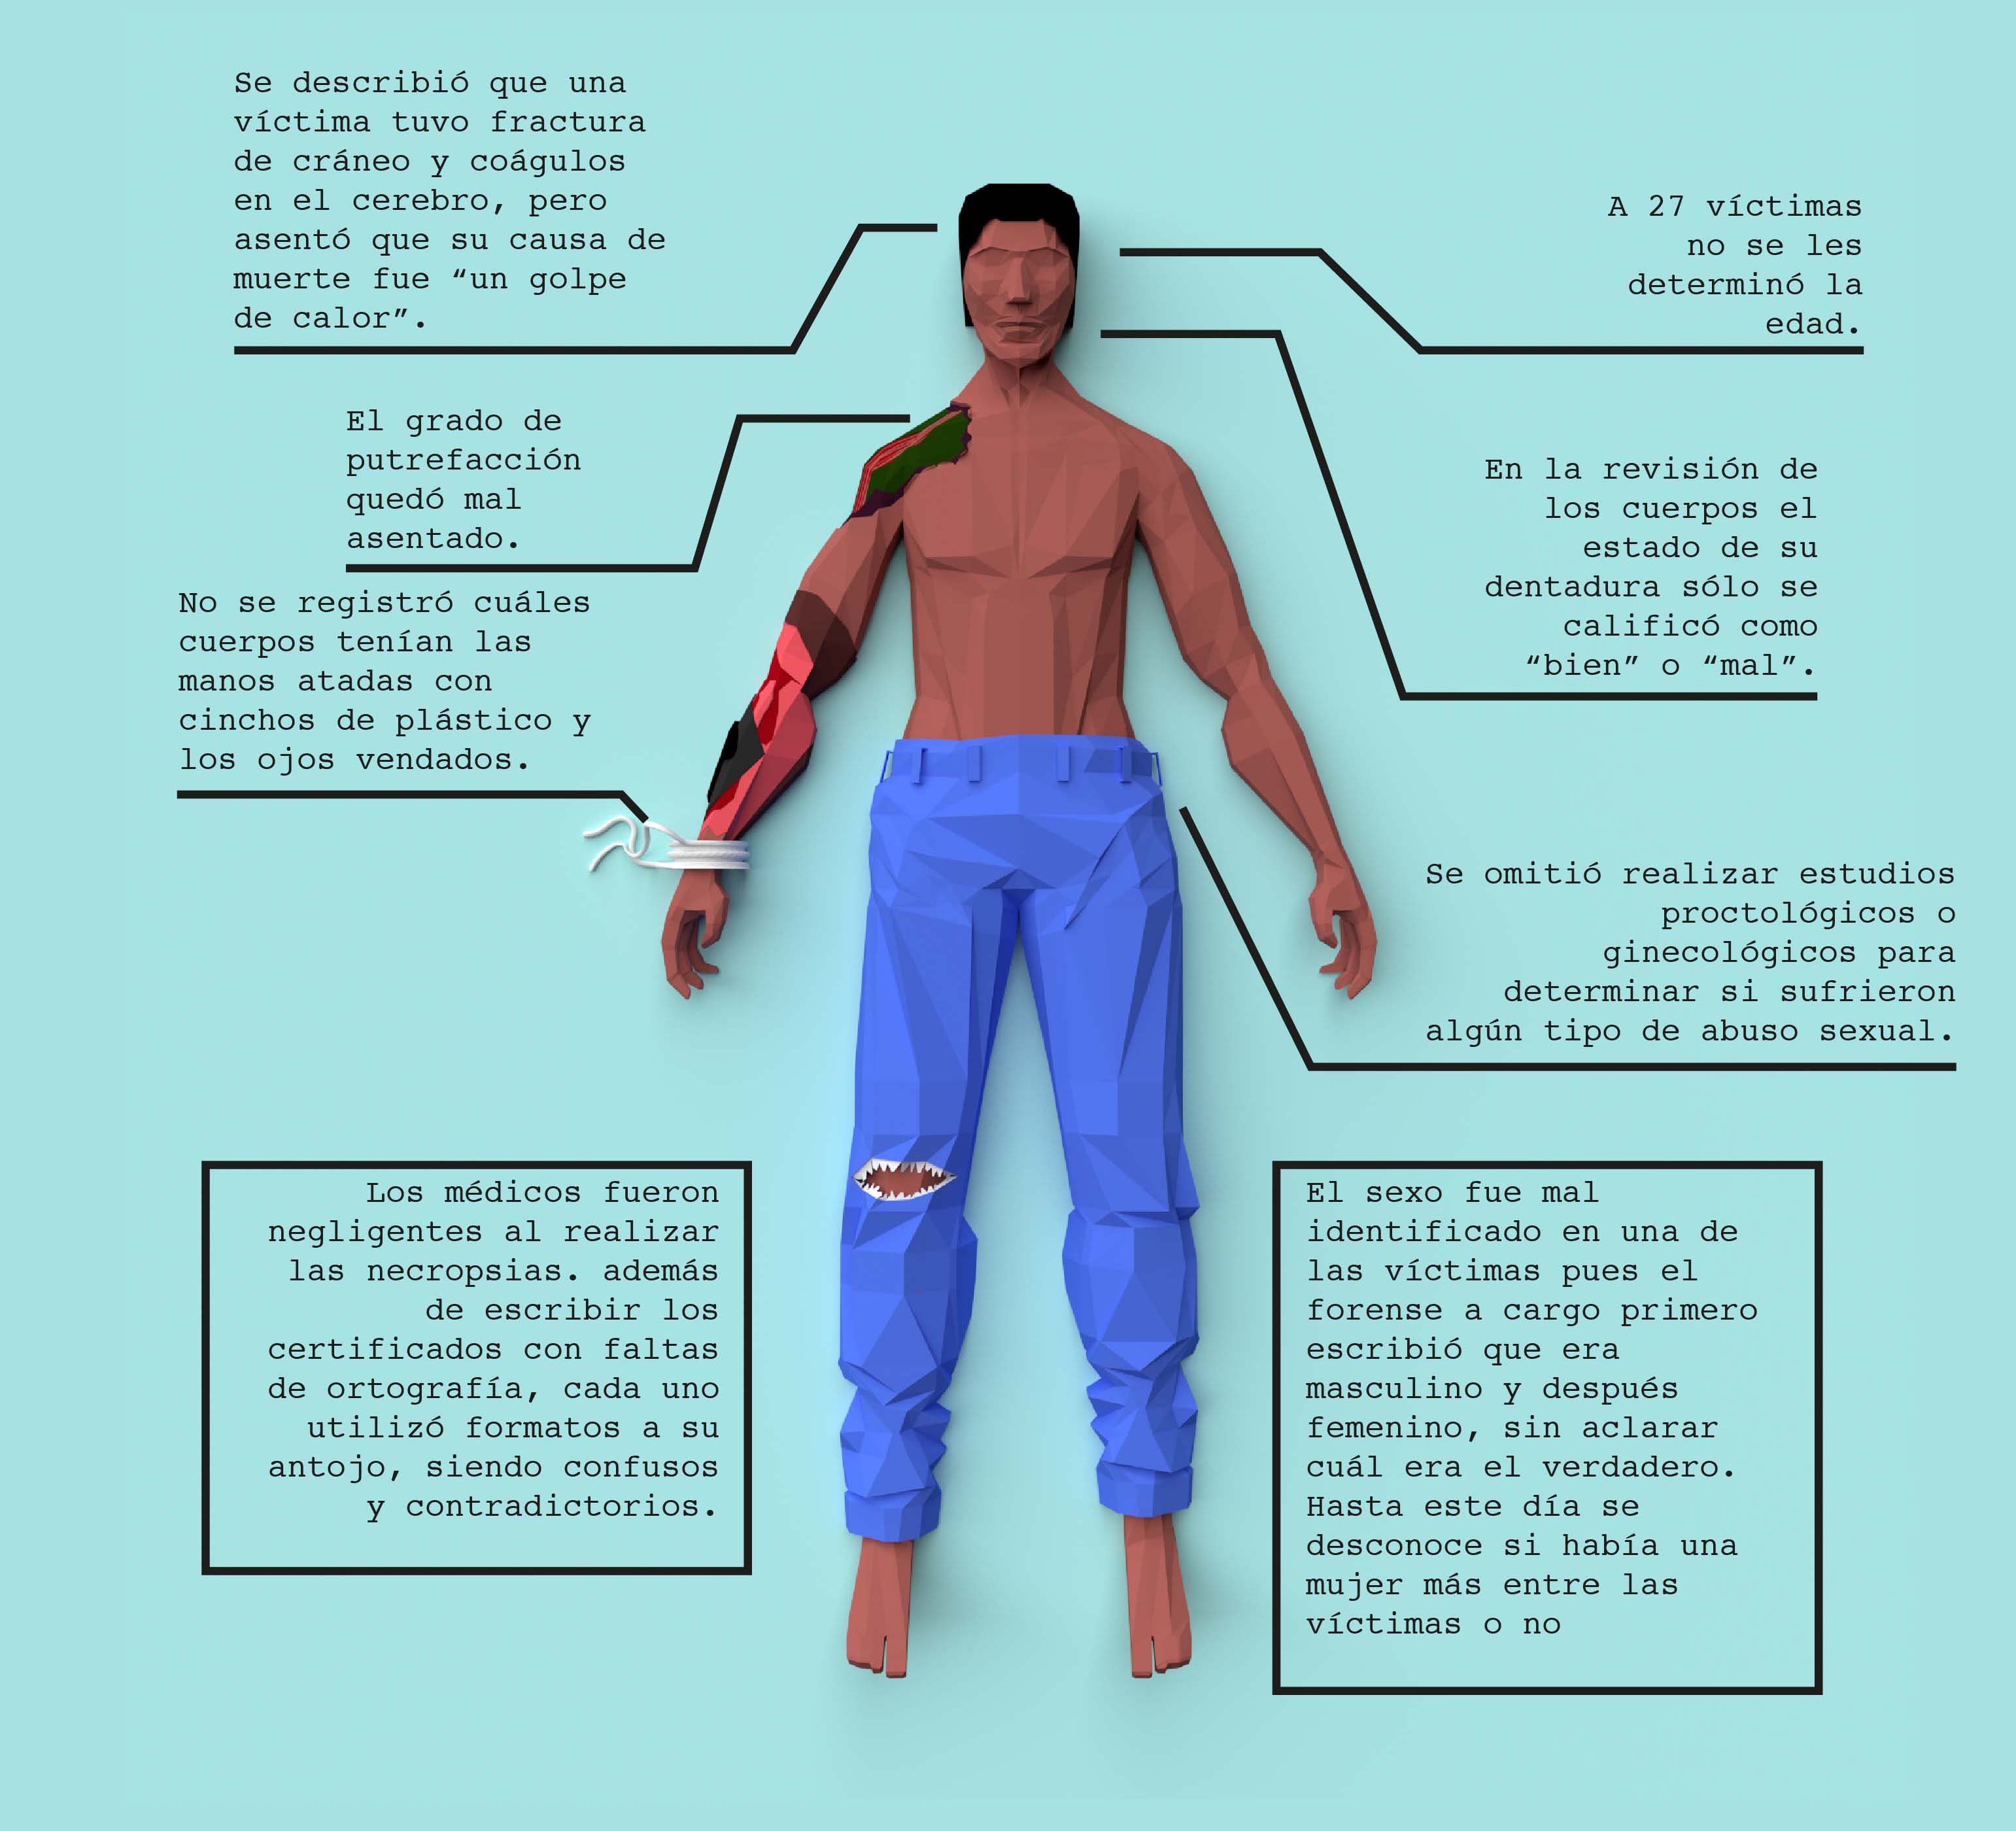 Se describió que una
víctima tuvo fractura
de cráneo y coágulos
en el cerebro, pero
asentó que su causa de
muerte fue “un golpe
de calor”.
A 27 víctimas
no se les
determinó la
edad.
El grado de
putrefacción
quedó mal
asentado.
En la revisión de
los cuerpos el
estado de su
dentadura sólo se
calificó como
“bien” o “mal”.
No se registró cuáles
cuerpos tenían las
manos atadas con
cinchos de plástico y
los ojos vendados.
Se omitió realizar estudios
proctológicos o
ginecológicos para
determinar si sufrieron
algún tipo de abuso sexual.
Los médicos fueron
negligentes al realizar
las necropsias. además
de escribir los
certificados con faltas
de ortografía, cada uno
utilizó formatos a su
antojo, siendo confusos
y contradictorios.
El sexo fue mal
identificado en una de
las víctimas pues el
forense a cargo primero
escribió que era
masculino y después
femenino, sin aclarar
cuál era el verdadero.
Hasta este día se
desconoce si había una
mujer más entre las
víctimas o no